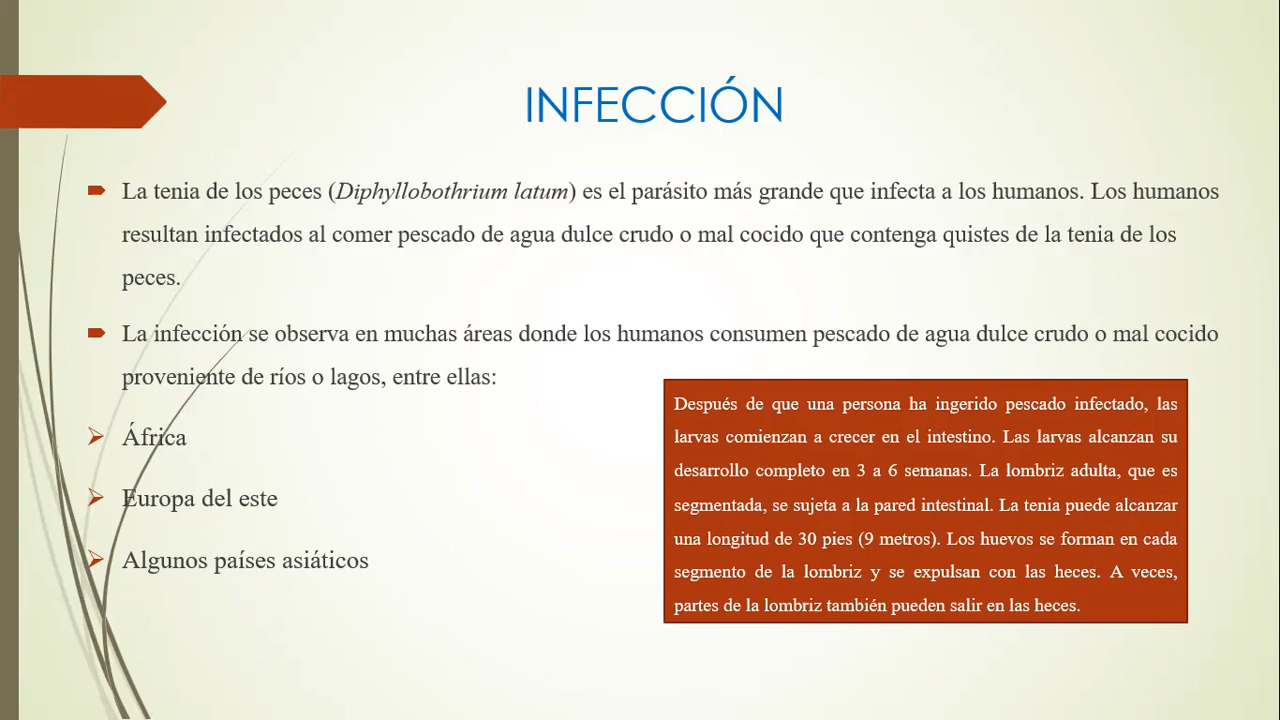 INFECCIÓN
La tenia de los peces (Diphyllobothrium latum) es el parásito más grande que infecta a los humanos. Los humanos
resultan infectados al comer pescado de agua dulce crudo o mal cocido que contenga quistes de la tenia de los
peces.
La infección se observa en muchas áreas donde los humanos consumen pescado de agua dulce crudo o mal cocido
proveniente de ríos o lagos, entre ellas:
África
Europa del este
Algunos países asiáticos
Después de que una persona ha ingerido pescado infectado, las
larvas comienzan a crecer en el intestino. Las larvas alcanzan su
desarrollo completo en 3 a 6 semanas. La lombriz adulta, que es
segmentada, se sujeta a la pared intestinal. La tenia puede alcanzar
una longitud de 30 pies (9 metros). Los huevos se forman en cada
segmento de la lombriz y se expulsan con las heces. A veces,
partes de la lombriz también pueden salir en las heces.